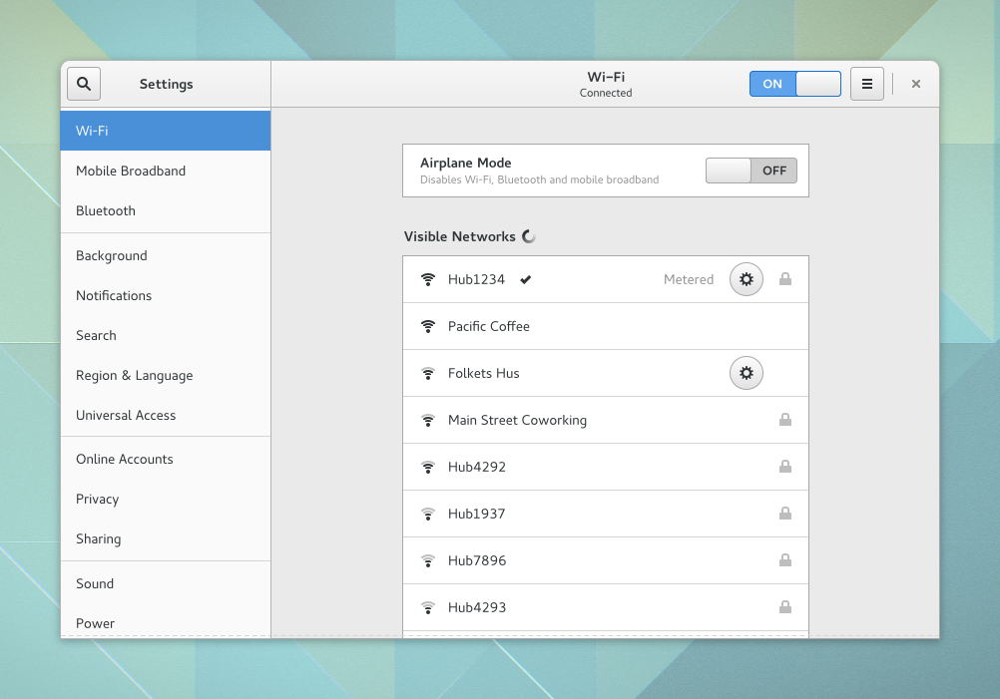 Settings
Wi-Fi
Connected
ON
Wi-Fi
Mobile Broadband
Bluetooth
Background
Notifications
Search
Region & Language
Universal Access
Online Accounts
Privacy
Sharing
Sound
Power
Airplane Mode
Disables Wi-Fi, Bluetooth and mobile broadband
OFF
Visible Networks
Hub1234 Metered
Pacific Coffee
Folkets Hus
Main Street Coworking
Hub4292
Hub1937
Hub7896
Hub4293